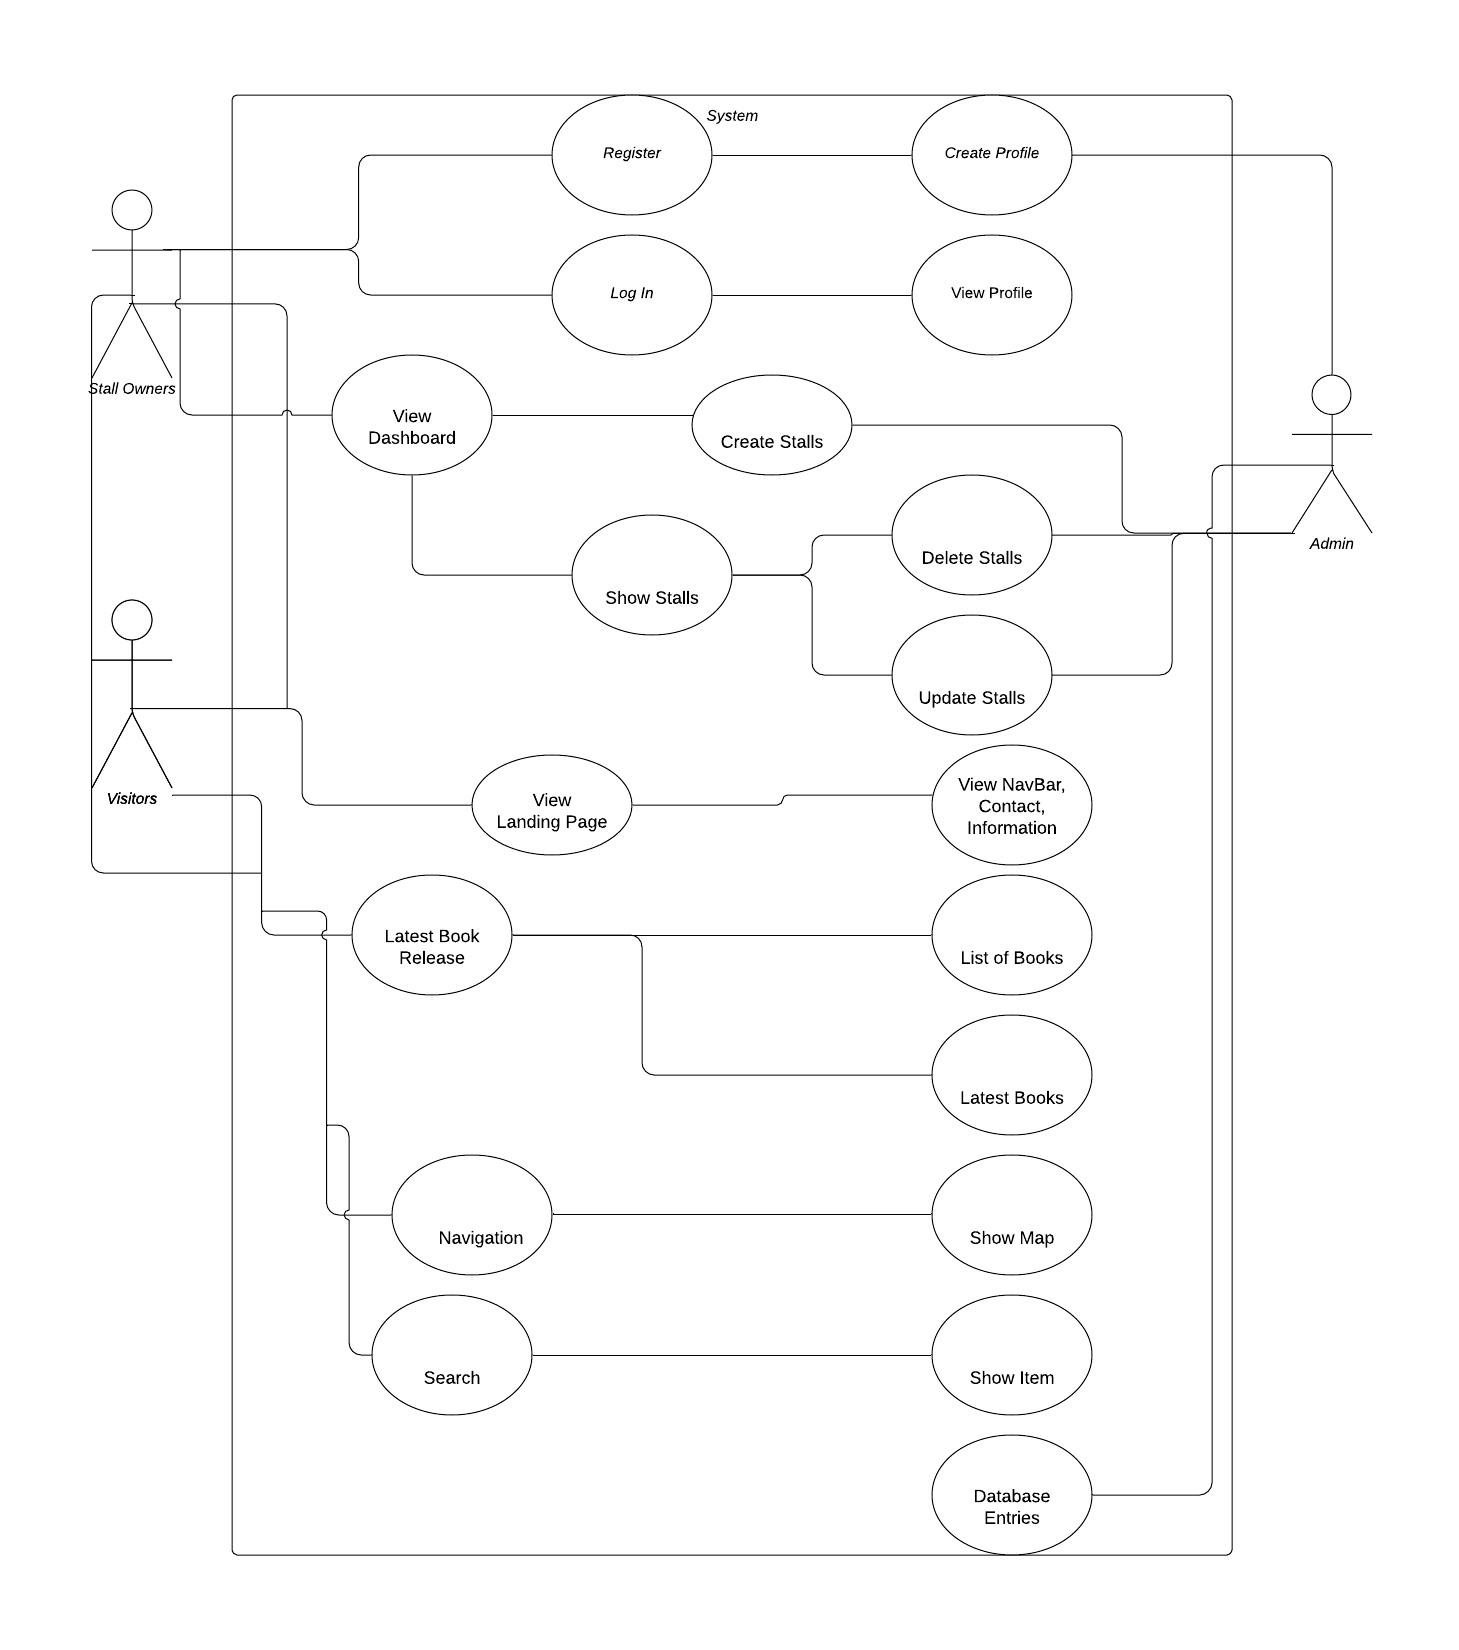 System
Register
Create Profile
Log In
View Profile
Stall Owners
View
Dashboard
Create Stalls
Delete Stalls
Admin
Show Stalls
Update Stalls
Visitors
View
Landing Page
View NavBar,
Contact,
Information
Latest Book
Release
List of Books
Latest Books
Navigation
Show Map
Search
Show Item
Database
Entries